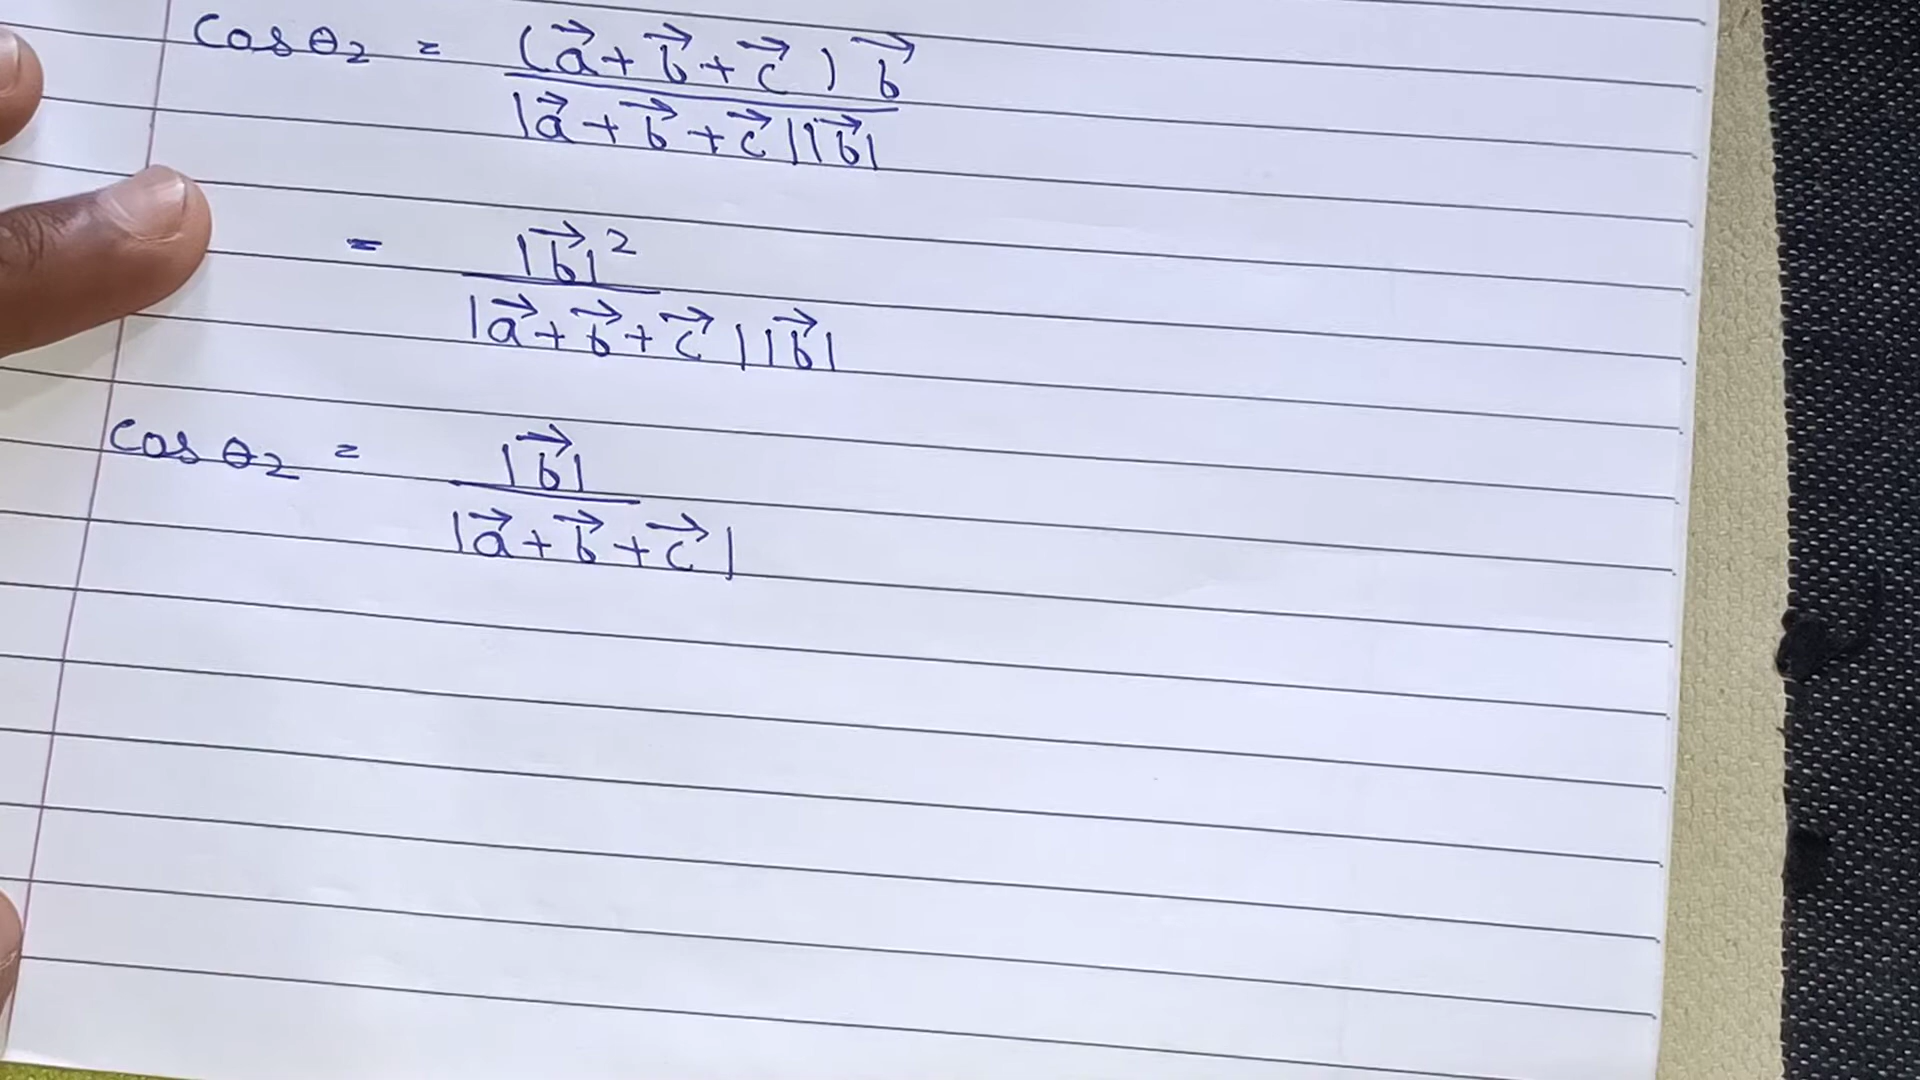 cos θ₂ = (a⃗ + b⃗ + c⃗) b⃗ / |a⃗ + b⃗ + c⃗||b⃗|
= |b⃗|² / |a⃗ + b⃗ + c⃗||b⃗|
cos θ₂ = |b⃗| / |a⃗ + b⃗ + c⃗|